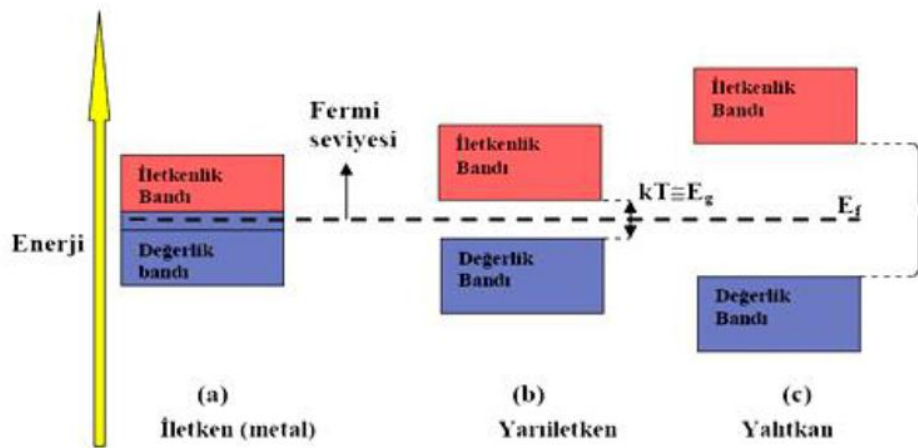 Enerji
İletkenlik
Bandı
Değerlik
bandı
(a)
İletken (metal)
Fermi
seviyesi
İletkenlik
Bandı
kT≅Eg
Değerlik
Bandı
(b)
Yarıiletken
İletkenlik
Bandı
Ef
Değerlik
Bandı
(c)
Yalıtkan